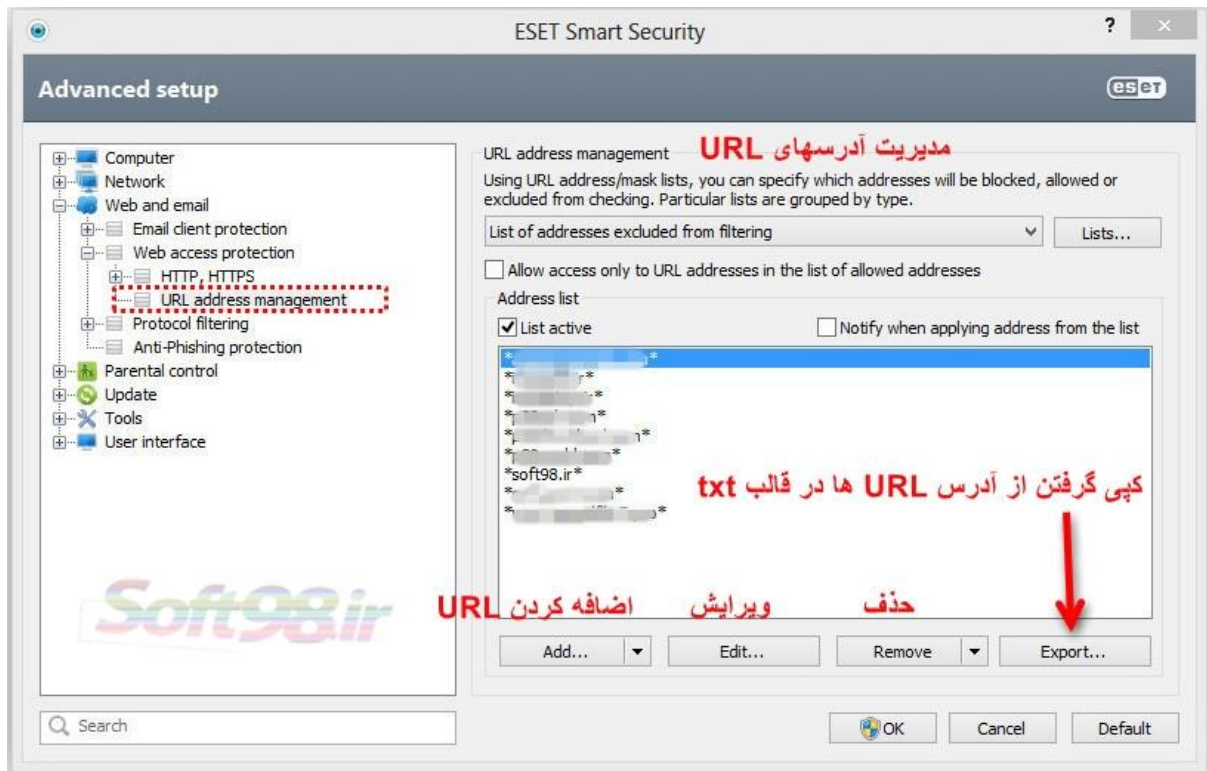 ESET Smart Security
?
Advanced setup
eseт
Computer
Network
Web and email
Email client protection
Web access protection
HTTP, HTTPS
URL address management
Protocol filtering
Anti-Phishing protection
Parental control
Update
Tools
User interface
Search
URL address management
مدیریت آدرسهای URL
Using URL address/mask lists, you can specify which addresses will be blocked, allowed or
excluded from checking. Particular lists are grouped by type.
List of addresses excluded from filtering
Lists...
Allow access only to URL addresses in the list of allowed addresses
Address list
List active
Notify when applying address from the list
*soft98.ir*
کپی گرفتن از آدرس URL ها در قالب txt
Soft98.ir
اضافه کردن URL
ویرایش
حذف
Add...
Edit...
Remove
Export...
OK
Cancel
Default